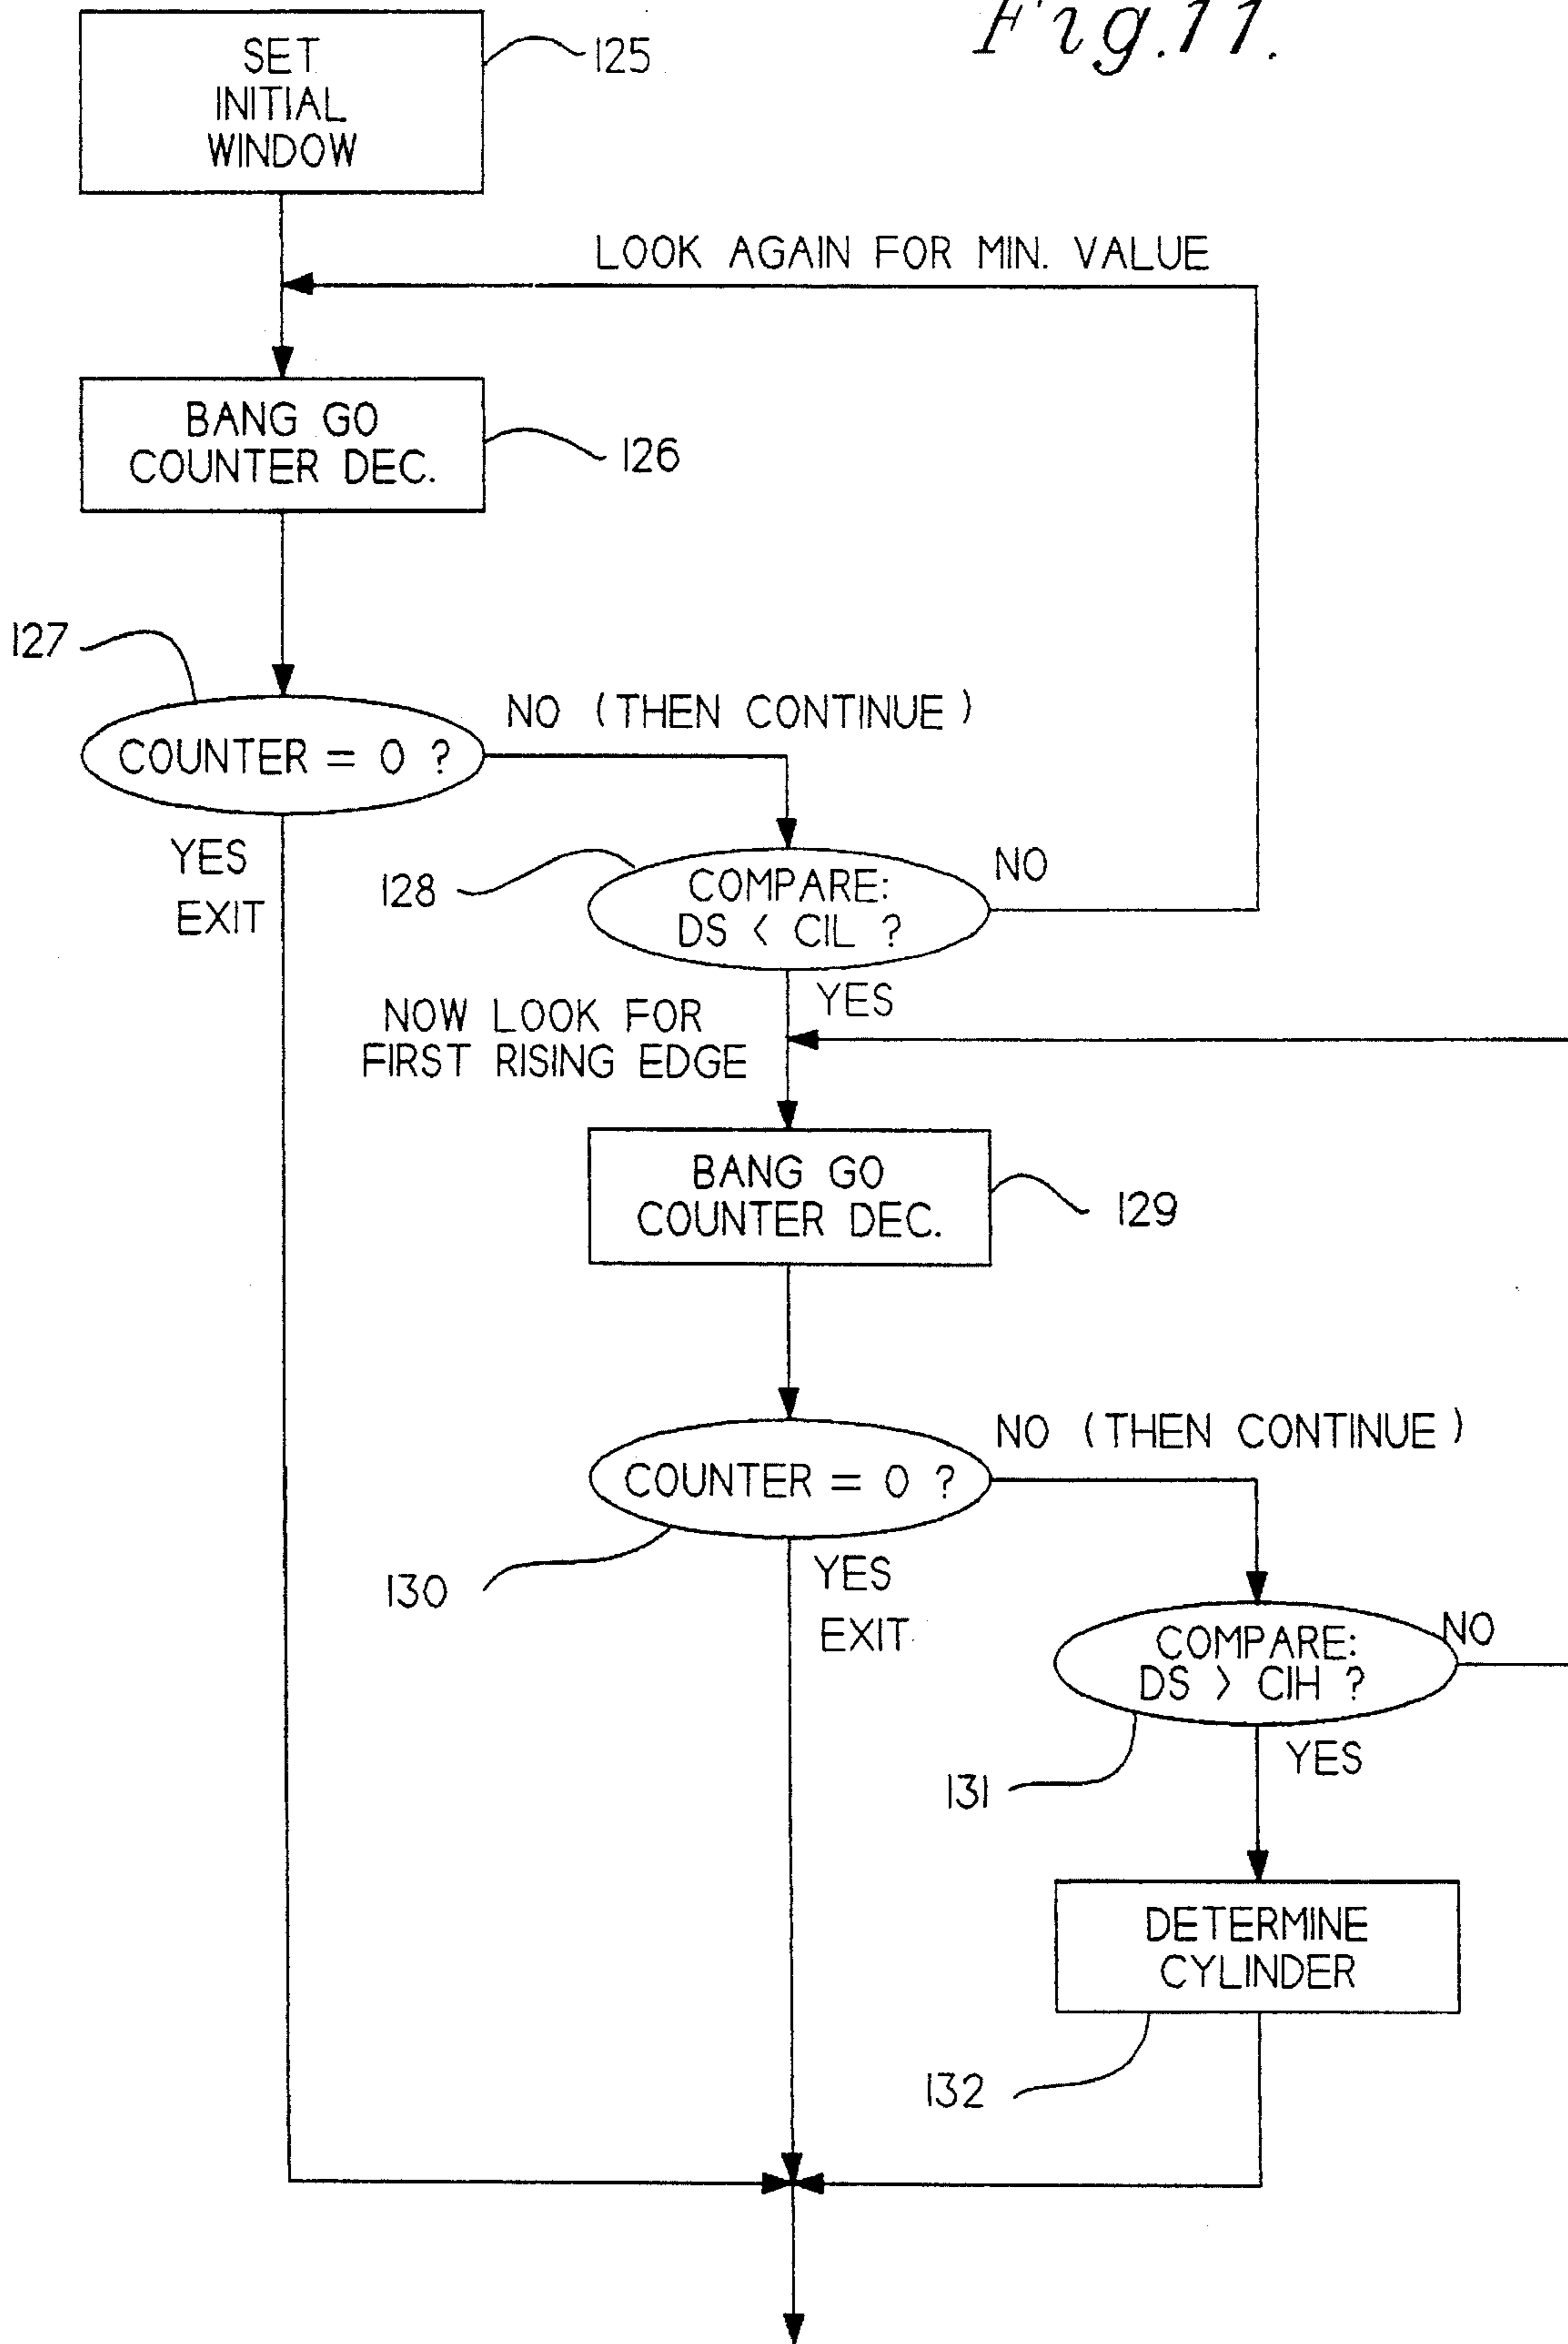 Fig.11.
SET
INITIAL
WINDOW
125
LOOK AGAIN FOR MIN. VALUE
BANG GO
COUNTER DEC.
126
127
NO (THEN CONTINUE)
COUNTER = 0 ?
YES
EXIT
128
COMPARE:
DS < CIL ?
NO
YES
NOW LOOK FOR
FIRST RISING EDGE
BANG GO
COUNTER DEC.
129
NO (THEN CONTINUE)
COUNTER = 0 ?
130
YES
EXIT
COMPARE:
DS > CIH ?
NO
131
YES
DETERMINE
CYLINDER
132